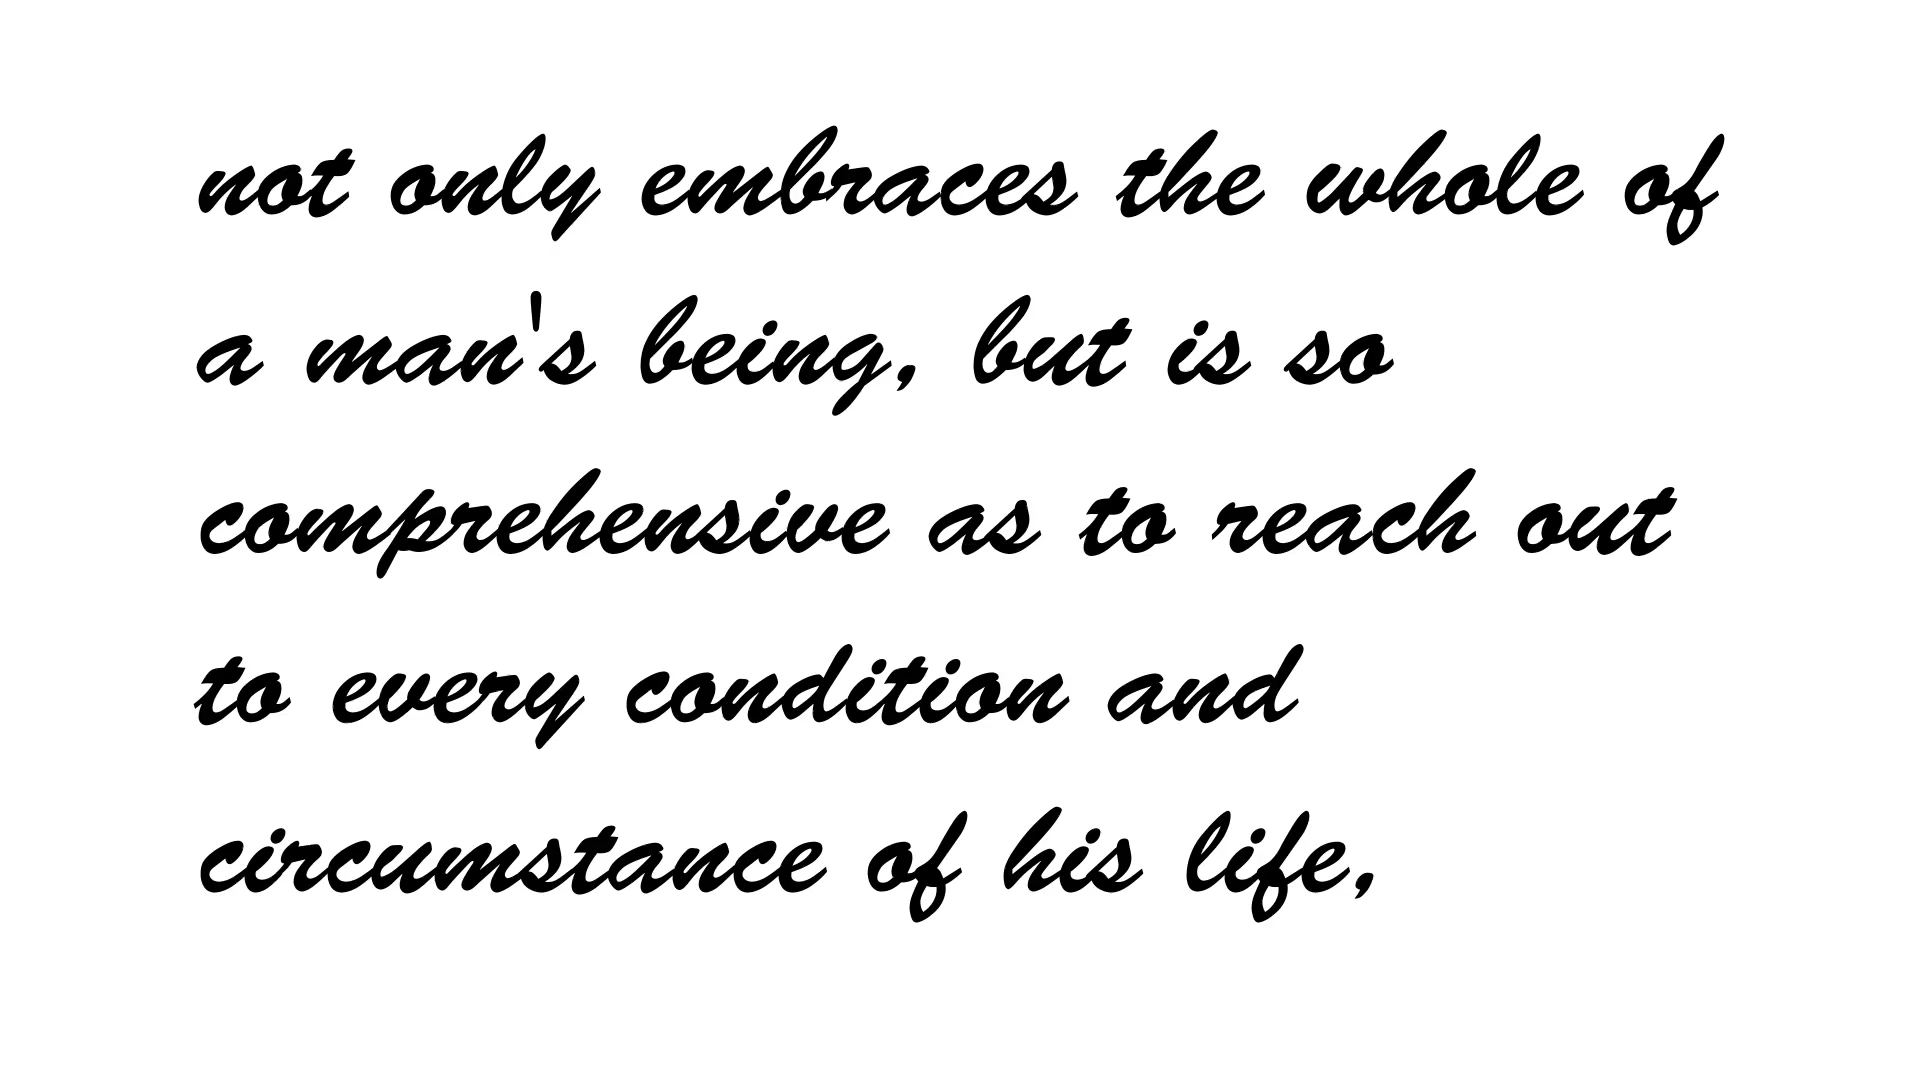 not only embraces the whole of
a man's being, but is so
comprehensive as to reach out
to every condition and
circumstance of his life,